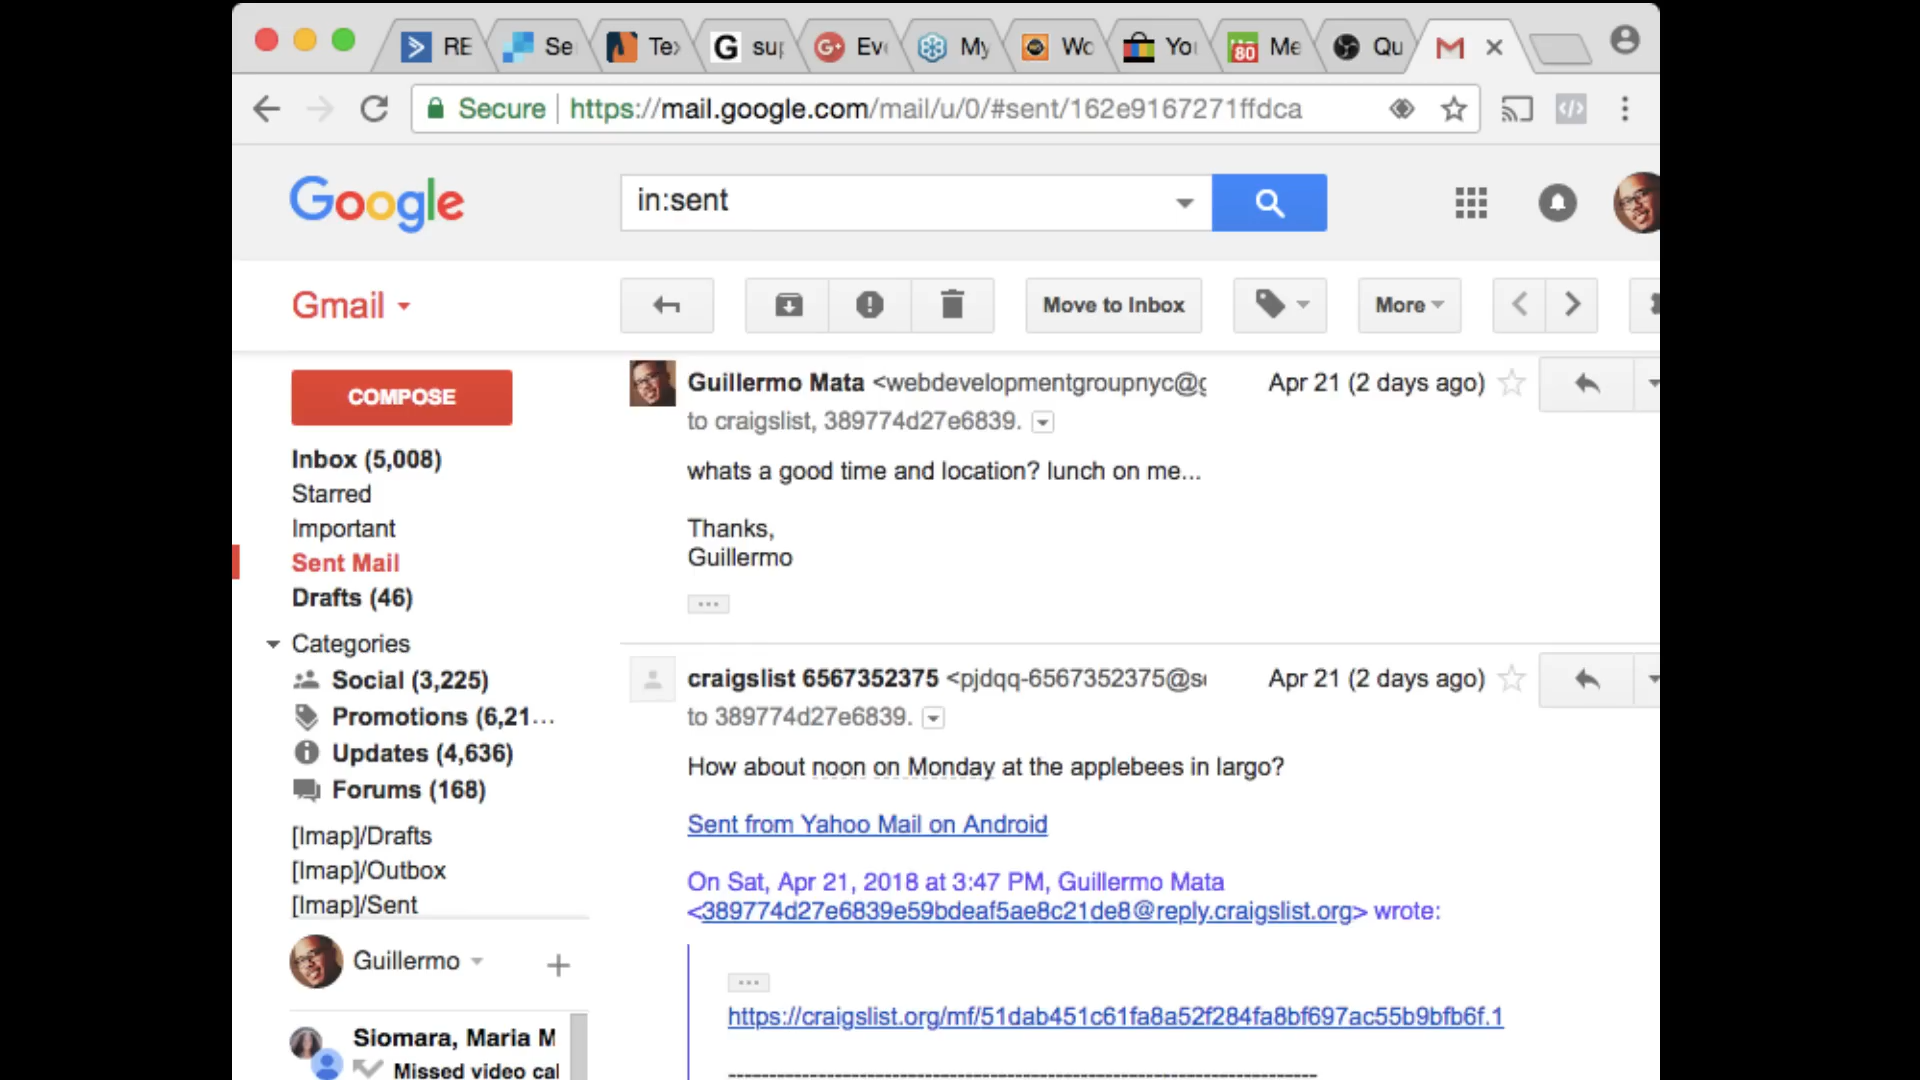 RE
Se
Tex
G sup
G+ Eve
My
Wo
You
80 Me
Qu
Secure https://mail.google.com/mail/u/0/#sent/162e9167271ffdca
Google
in:sent
Gmail
Move to Inbox
More
COMPOSE
Inbox (5,008)
Starred
Important
Sent Mail
Drafts (46)
Categories
Social (3,225)
Promotions (6,21...
Updates (4,636)
Forums (168)
[Imap]/Drafts
[Imap]/Outbox
[Imap]/Sent
Guillermo
Siomara, Maria M
Missed video cal
Guillermo Mata <webdevelopmentgroupnyc@g
Apr 21 (2 days ago)
to craigslist, 389774d27e6839.
whats a good time and location? lunch on me...
Thanks,
Guillermo
...
craigslist 6567352375 <pjdqq-6567352375@se
Apr 21 (2 days ago)
to 389774d27e6839.
How about noon on Monday at the applebees in largo?
Sent from Yahoo Mail on Android
On Sat, Apr 21, 2018 at 3:47 PM, Guillermo Mata
<389774d27e6839e59bdeaf5ae8c21de8@reply.craigslist.org> wrote:
...
https://craigslist.org/mf/51dab451c61fa8a52f284fa8bf697ac55b9bfb6f.1